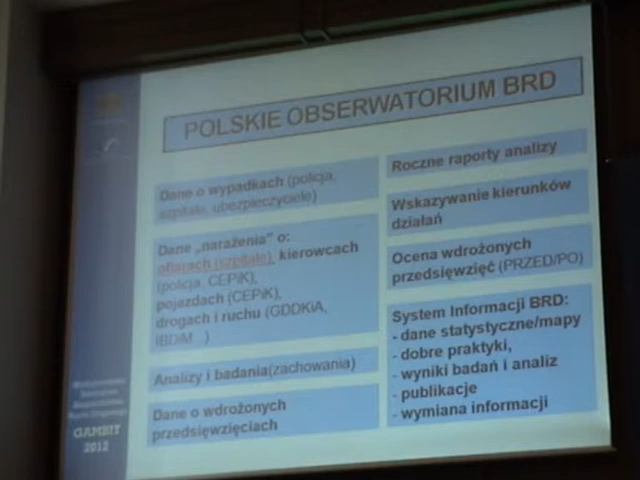 POLSKIE OBSERWATORIUM BRD
Dane o wypadkach (policja,
szpitale, ubezpieczyciele)
Dane „narażenia” o:
ofiarach (szpitale), kierowcach
(policja, CEPiK),
pojazdach (CEPiK),
drogach i ruchu (GDDKiA,
IBDiM...)
Analizy i badania(zachowania)
Dane o wdrożonych
przedsięwzięciach
Roczne raporty analizy
Wskazywanie kierunków
działań
Ocena wdrożonych
przedsięwzięć (PRZED/PO)
System Informacji BRD:
- dane statystyczne/mapy
- dobre praktyki,
- wyniki badań i analiz
- publikacje
- wymiana informacji
GAMBIT
2012